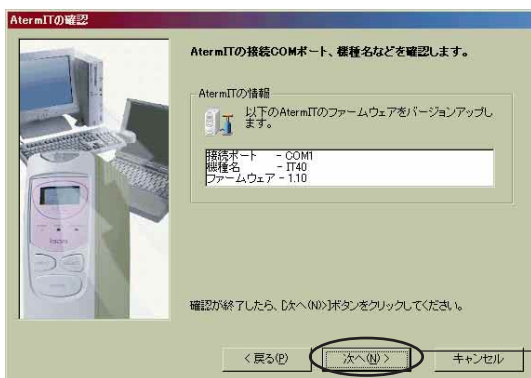 AtermITの確認
AtermITの接続COMポート、機種名などを確認します。
AtermITの情報
以下のAtermITのファームウェアをバージョンアップし
ます。
接続ポート - COM1
機種名 - IT40
ファームウェア - 1.10
確認が終了したら、[次へ(N)>]ボタンをクリックしてください。
< 戻る(P)
次へ(N) >
キャンセル